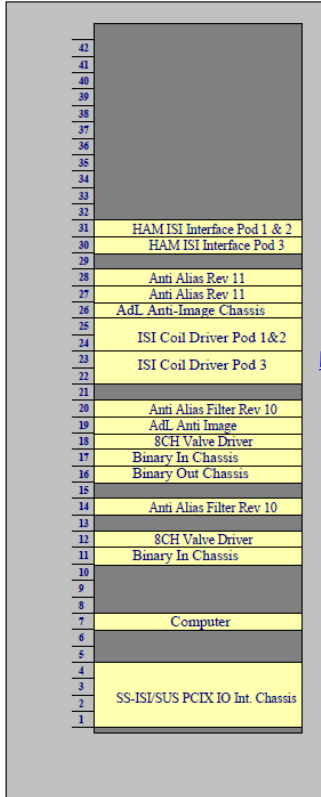 42
41
40
39
38
37
36
35
34
33
32
31 HAM ISI Interface Pod 1 & 2
30 HAM ISI Interface Pod 3
29
28 Anti Alias Rev 11
27 Anti Alias Rev 11
26 AdL Anti-Image Chassis
25
ISI Coil Driver Pod 1&2
24
23 ISI Coil Driver Pod 3
22
21
20 Anti Alias Filter Rev 10
19 AdL Anti Image
18 8CH Valve Driver
17 Binary In Chassis
16 Binary Out Chassis
15
14 Anti Alias Filter Rev 10
13
12 8CH Valve Driver
11 Binary In Chassis
10
9
8
7 Computer
6
5
4
3
SS-ISI/SUS PCIX IO Int. Chassis
2
1